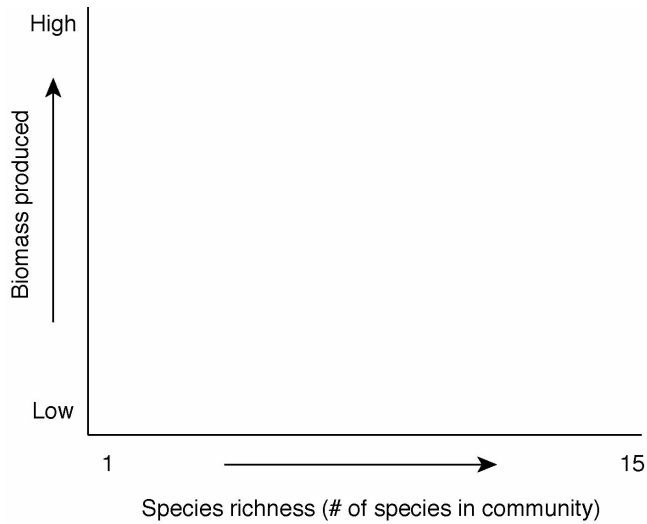 High
Biomass produced
Low
1
15
Species richness (# of species in community)